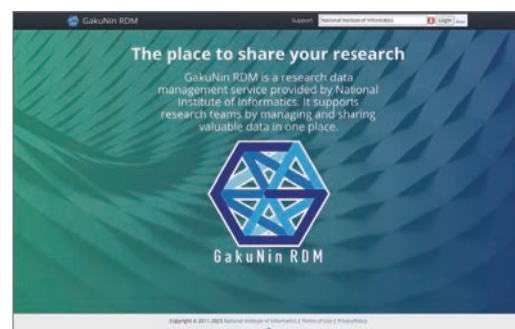 GakuNin RDM
Support National Institute of Informatics Login
The place to share your research
GakuNin RDM is a research data
management service provided by National
Institute of Informatics. It supports
research teams by managing and sharing
valuable data in one place.
GakuNin RDM
Copyright © 2011-2023 National Institute of Informatics | Terms of Use | PrivacyPolicy